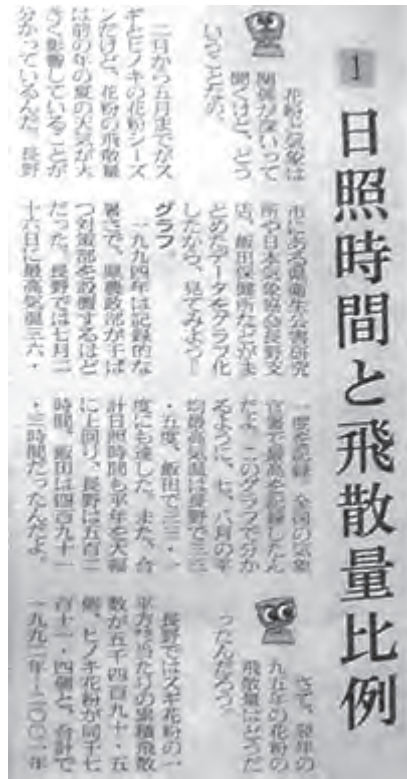 1 日照時間と飛散量比例
花粉と気象は
関係が深いって
聞くけど、どう
いうことなの。
二月から五月までがス
ギとヒノキの花粉シーズ
ンだけど、花粉の飛散量
は前の年の夏の天気が大
きく影響していることが
分かっているんだ。長野
市にある県衛生公害研究
所や日本気象協会長野支
店、飯田保健所などがま
とめたデータをグラフ化
したから、見てみよう＝
グラフ。
一九九四年は記録的な
暑さで、県農政部が干ば
つ対策部を設置するほど
だった。長野では七月二
十六日に最高気温三六・
一度を記録、全国の気象
官署で最高を記録したん
だよ。このグラフで分か
るように、七、八月の平
均最高気温は長野で三三
・五度、飯田で三三・一
度にも達した。また、合
計日照時間も平年を大幅
に上回り、長野は五百二
時間、飯田は四百九十一
・三時間だったんだよ。
さて、翌年の
九五年の花粉の
飛散量はどうだ
ったんだろう。
長野ではスギ花粉の一
平方㌢当たりの累積飛散
数が五千四百九十・五
個、ヒノキ花粉が同千七
百十一・四個と、合計で
一九九二年―二〇〇一年